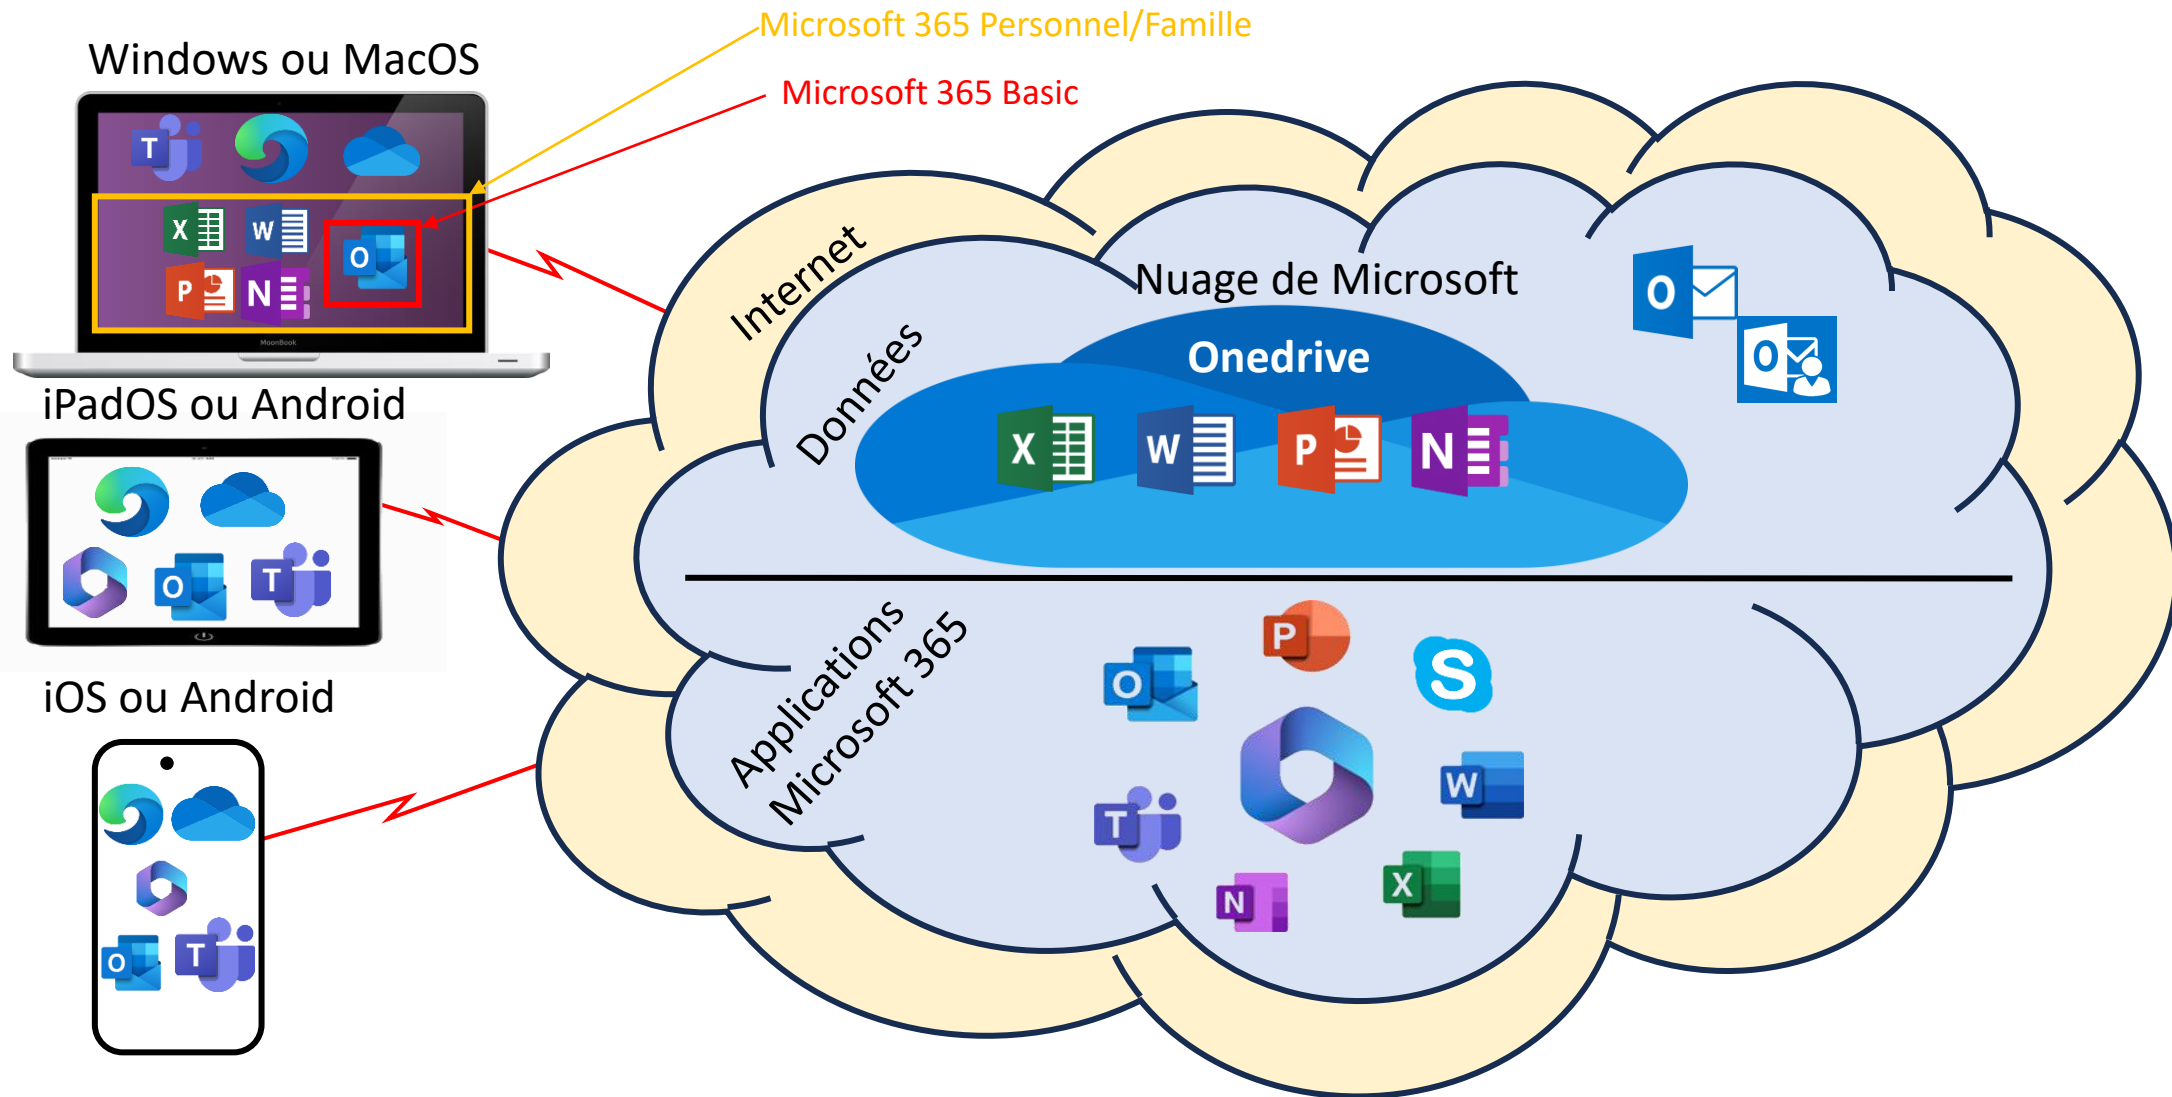 Microsoft 365 Personnel/Famille
Windows ou MacOS
Microsoft 365 Basic
T
X
W
O
P
N
MoonBook
iPadOS ou Android
O
T
iOS ou Android
O
T
Internet
Nuage de Microsoft
Données
Onedrive
X
W
P
N
O
O
Applications
Microsoft 365
P
O
S
W
T
X
N